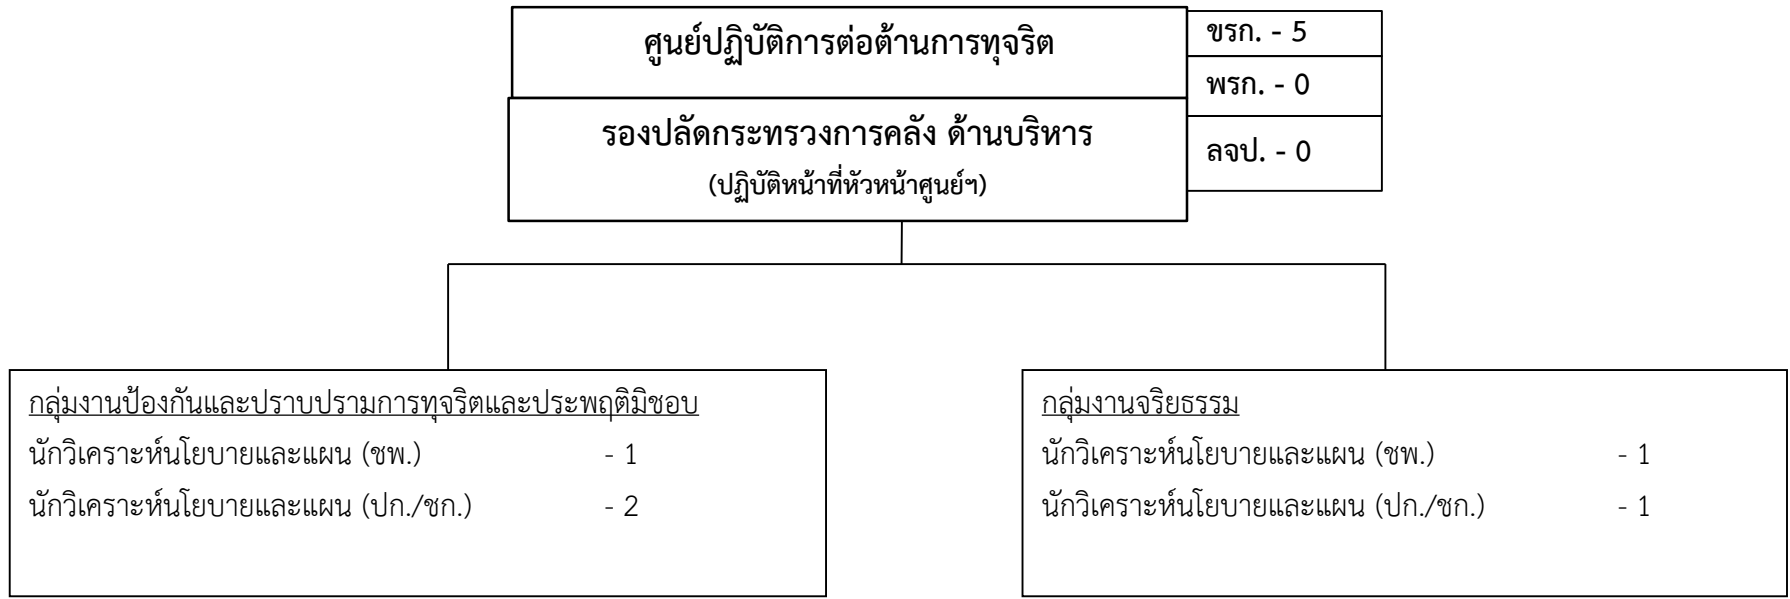 ศูนย์ปฏิบัติการต่อต้านการทุจริต
ขรก. - 5
พรก. - 0
ลจป. - 0
รองปลัดกระทรวงการคลัง ด้านบริหาร
(ปฏิบัติหน้าที่หัวหน้าศูนย์ฯ)
กลุ่มงานป้องกันและปราบปรามการทุจริตและประพฤติมิชอบ
นักวิเคราะห์นโยบายและแผน (ชพ.) - 1
นักวิเคราะห์นโยบายและแผน (ปก./ชก.) - 2
กลุ่มงานจริยธรรม
นักวิเคราะห์นโยบายและแผน (ชพ.) - 1
นักวิเคราะห์นโยบายและแผน (ปก./ชก.) - 1